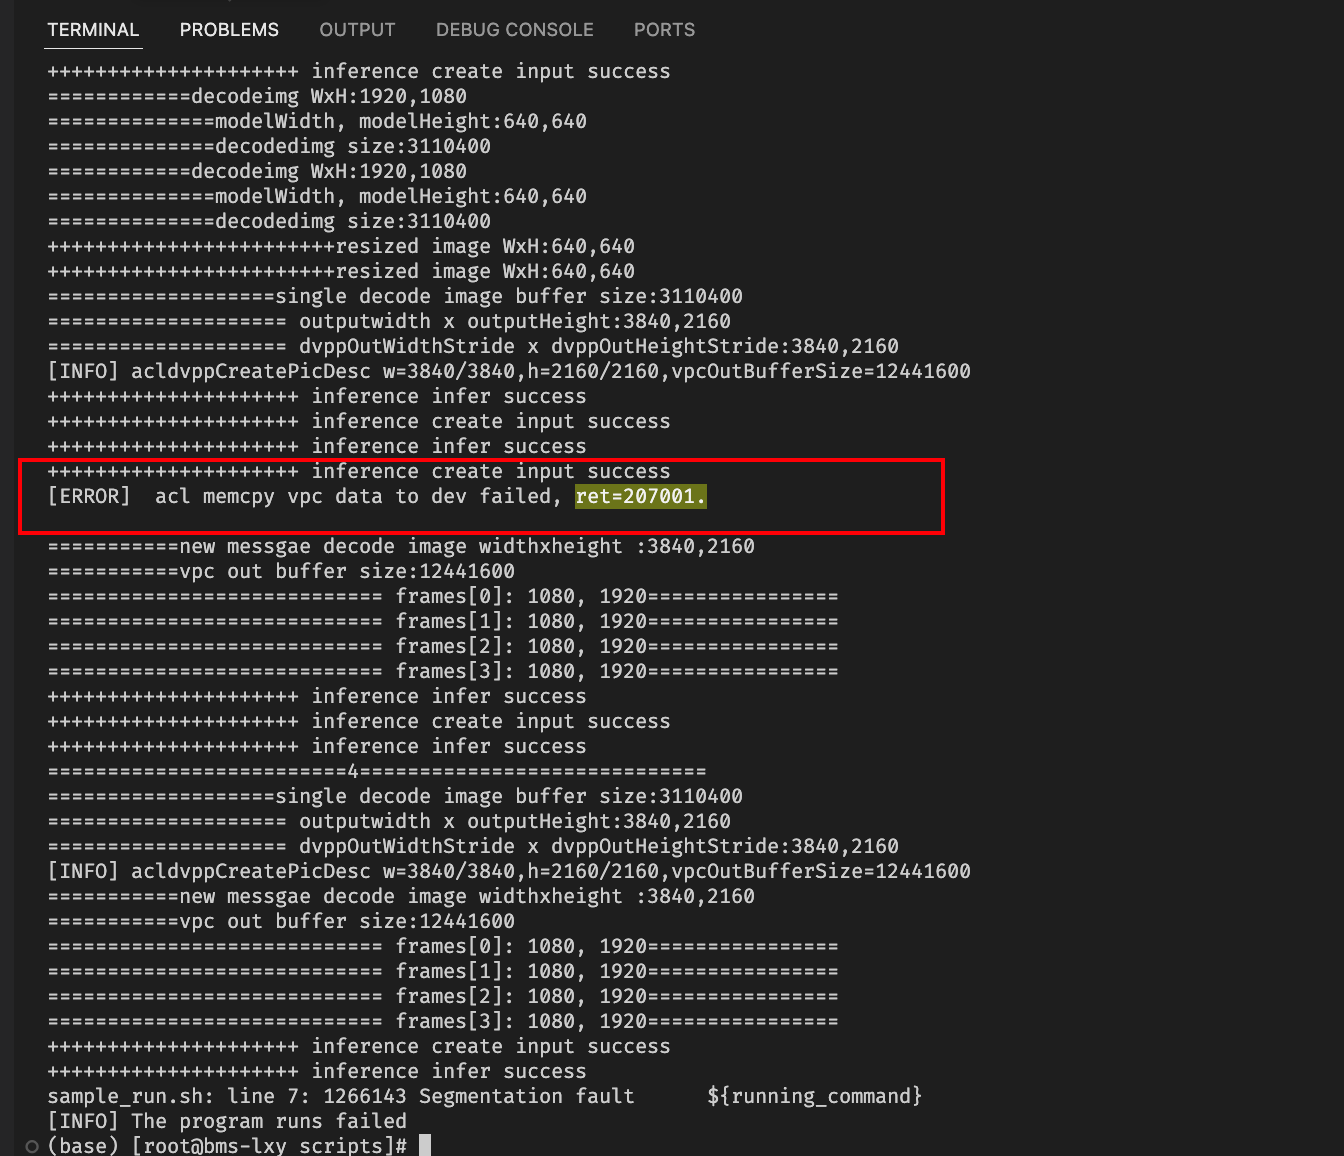 TERMINAL PROBLEMS OUTPUT DEBUG CONSOLE PORTS
+++++++++++++++++++++ inference create input success
============decodeimg WxH:1920,1080
==============modelWidth, modelHeight:640,640
==============decodedimg size:3110400
============decodeimg WxH:1920,1080
==============modelWidth, modelHeight:640,640
==============decodedimg size:3110400
++++++++++++++++++++++++resized image WxH:640,640
++++++++++++++++++++++++resized image WxH:640,640
===================single decode image buffer size:3110400
==================== outputwidth x outputHeight:3840,2160
==================== dvppOutWidthStride x dvppOutHeightStride:3840,2160
[INFO] acldvppCreatePicDesc w=3840/3840,h=2160/2160,vpcOutBufferSize=12441600
+++++++++++++++++++++ inference infer success
+++++++++++++++++++++ inference create input success
+++++++++++++++++++++ inference infer success
+++++++++++++++++++++ inference create input success
[ERROR]  acl memcpy vpc data to dev failed, ret=207001.
===========new messgae decode image widthxheight :3840,2160
===========vpc out buffer size:12441600
============================ frames[0]: 1080, 1920================
============================ frames[1]: 1080, 1920================
============================ frames[2]: 1080, 1920================
============================ frames[3]: 1080, 1920================
+++++++++++++++++++++ inference infer success
+++++++++++++++++++++ inference create input success
+++++++++++++++++++++ inference infer success
=========================4=============================
===================single decode image buffer size:3110400
==================== outputwidth x outputHeight:3840,2160
==================== dvppOutWidthStride x dvppOutHeightStride:3840,2160
[INFO] acldvppCreatePicDesc w=3840/3840,h=2160/2160,vpcOutBufferSize=12441600
===========new messgae decode image widthxheight :3840,2160
===========vpc out buffer size:12441600
============================ frames[0]: 1080, 1920================
============================ frames[1]: 1080, 1920================
============================ frames[2]: 1080, 1920================
============================ frames[3]: 1080, 1920================
+++++++++++++++++++++ inference create input success
+++++++++++++++++++++ inference infer success
sample_run.sh: line 7: 1266143 Segmentation fault      ${running_command}
[INFO] The program runs failed
(base) [root@bms-lxy scripts]#